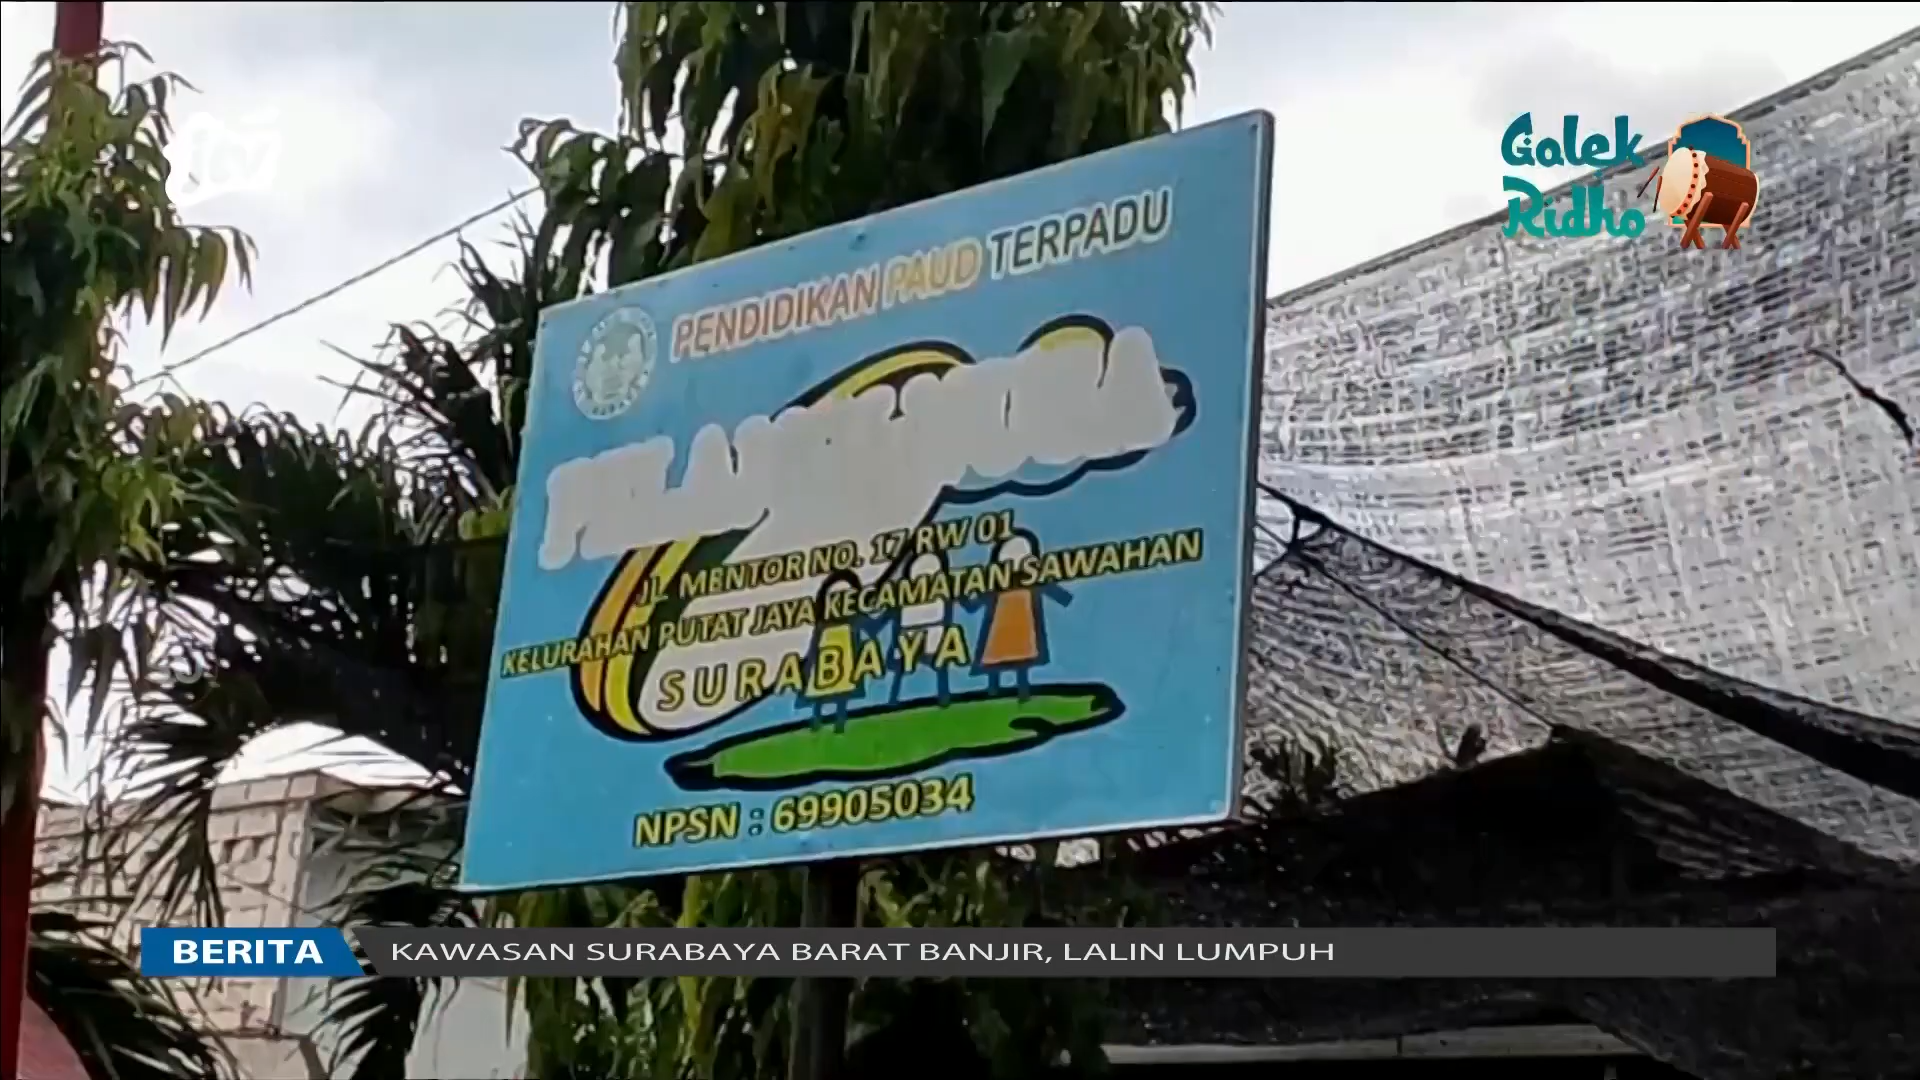 jtv
Galek
Ridho
PENDIDIKAN PAUD TERPADU
JL. MENTOR NO. 17 RW 01
KELURAHAN PUTAT JAYA KECAMATAN SAWAHAN
SURABAYA
NPSN : 69905034
BERITA
KAWASAN SURABAYA BARAT BANJIR, LALIN LUMPUH